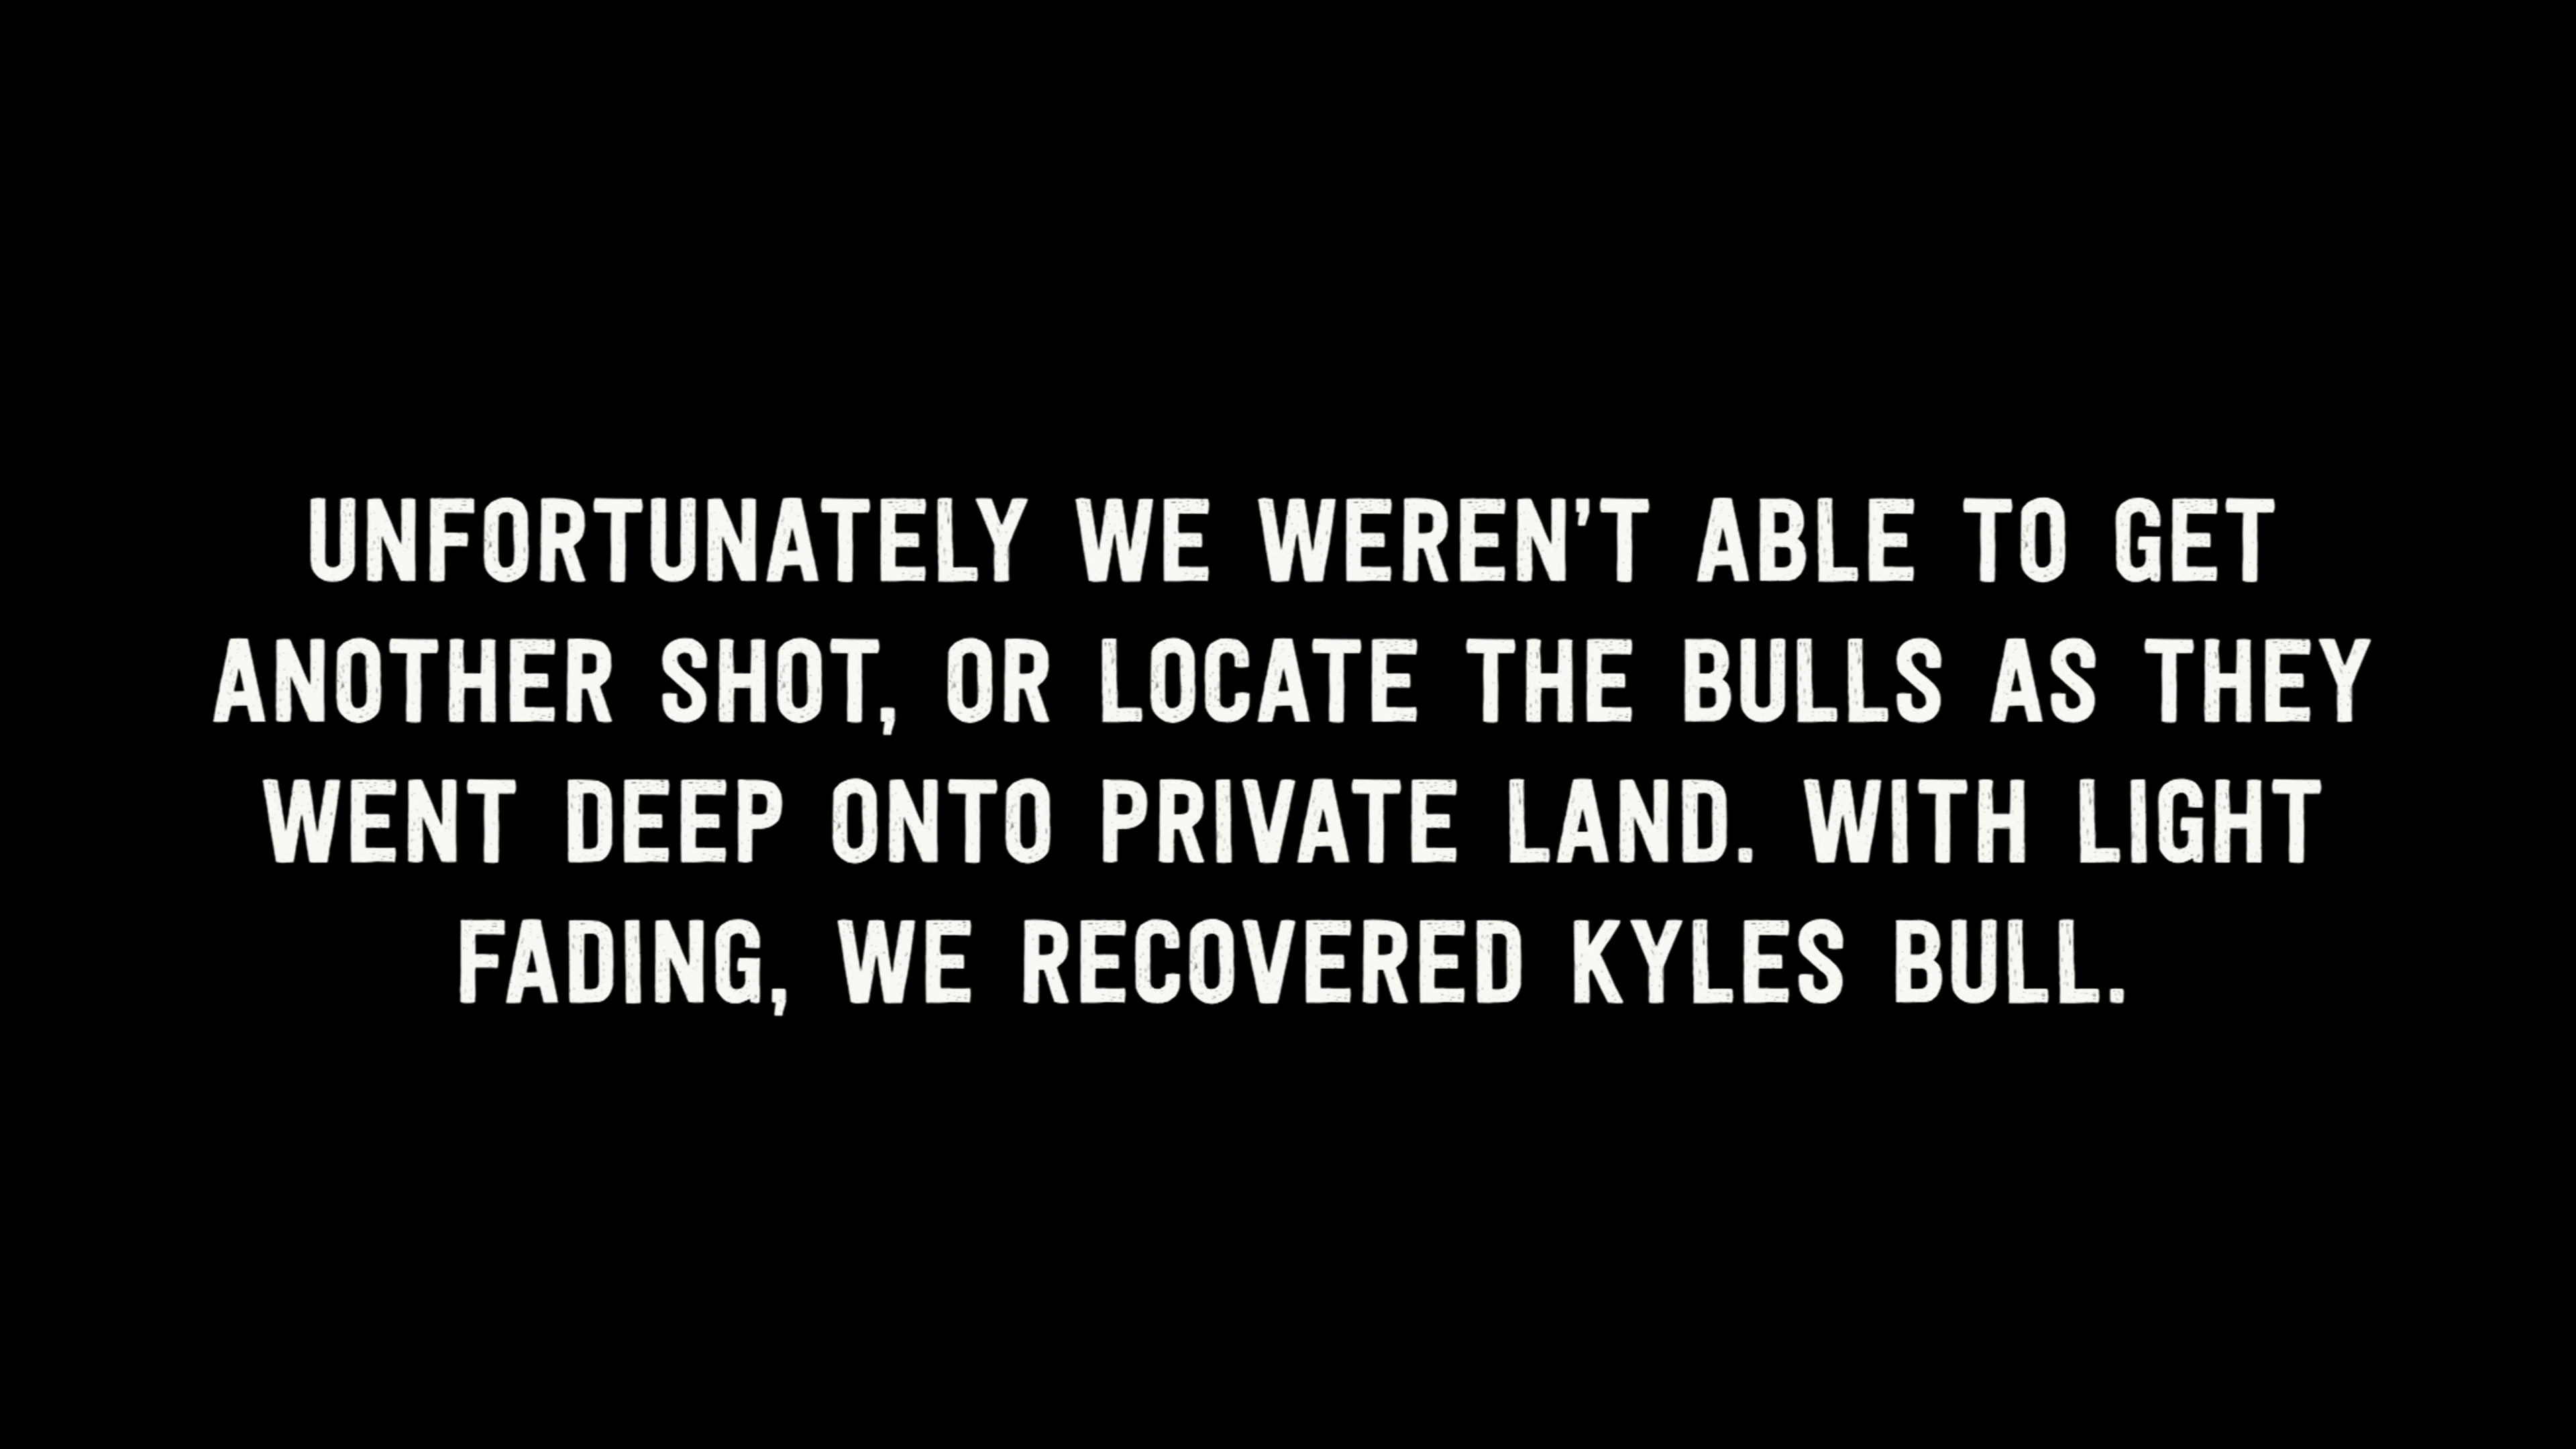 UNFORTUNATELY WE WEREN’T ABLE TO GET
ANOTHER SHOT, OR LOCATE THE BULLS AS THEY
WENT DEEP ONTO PRIVATE LAND. WITH LIGHT
FADING, WE RECOVERED KYLES BULL.